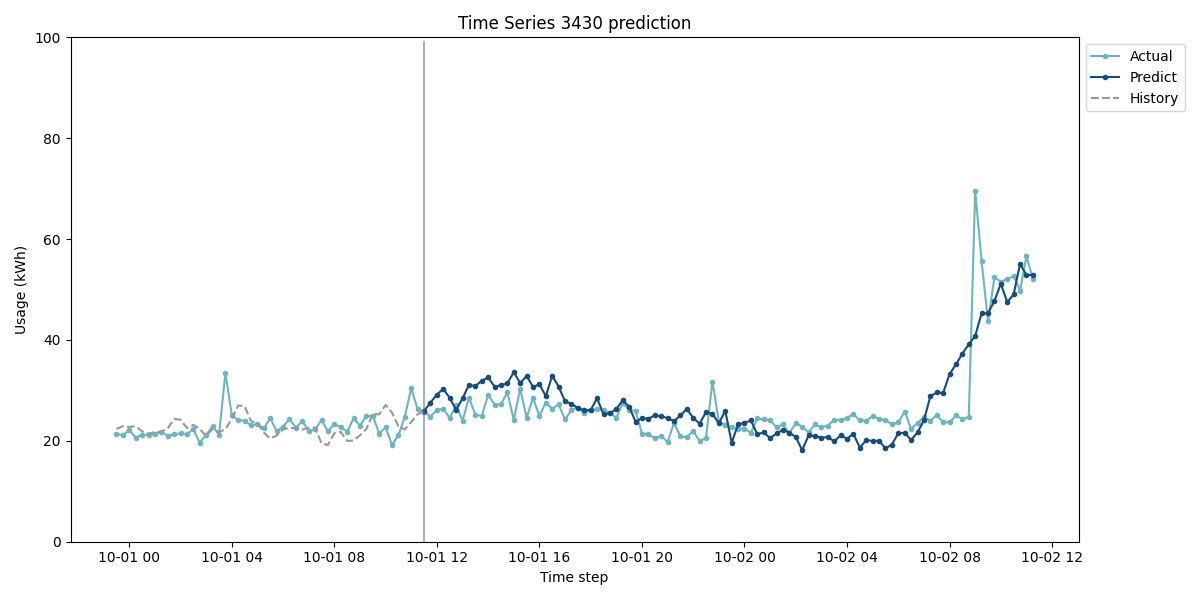 Time Series 3430 prediction
100
80
60
40
20
0
Usage (kWh)
10-01 00 10-01 04 10-01 08 10-01 12 10-01 16 10-01 20 10-02 00 10-02 04 10-02 08 10-02 12
Time step
Actual
Predict
History